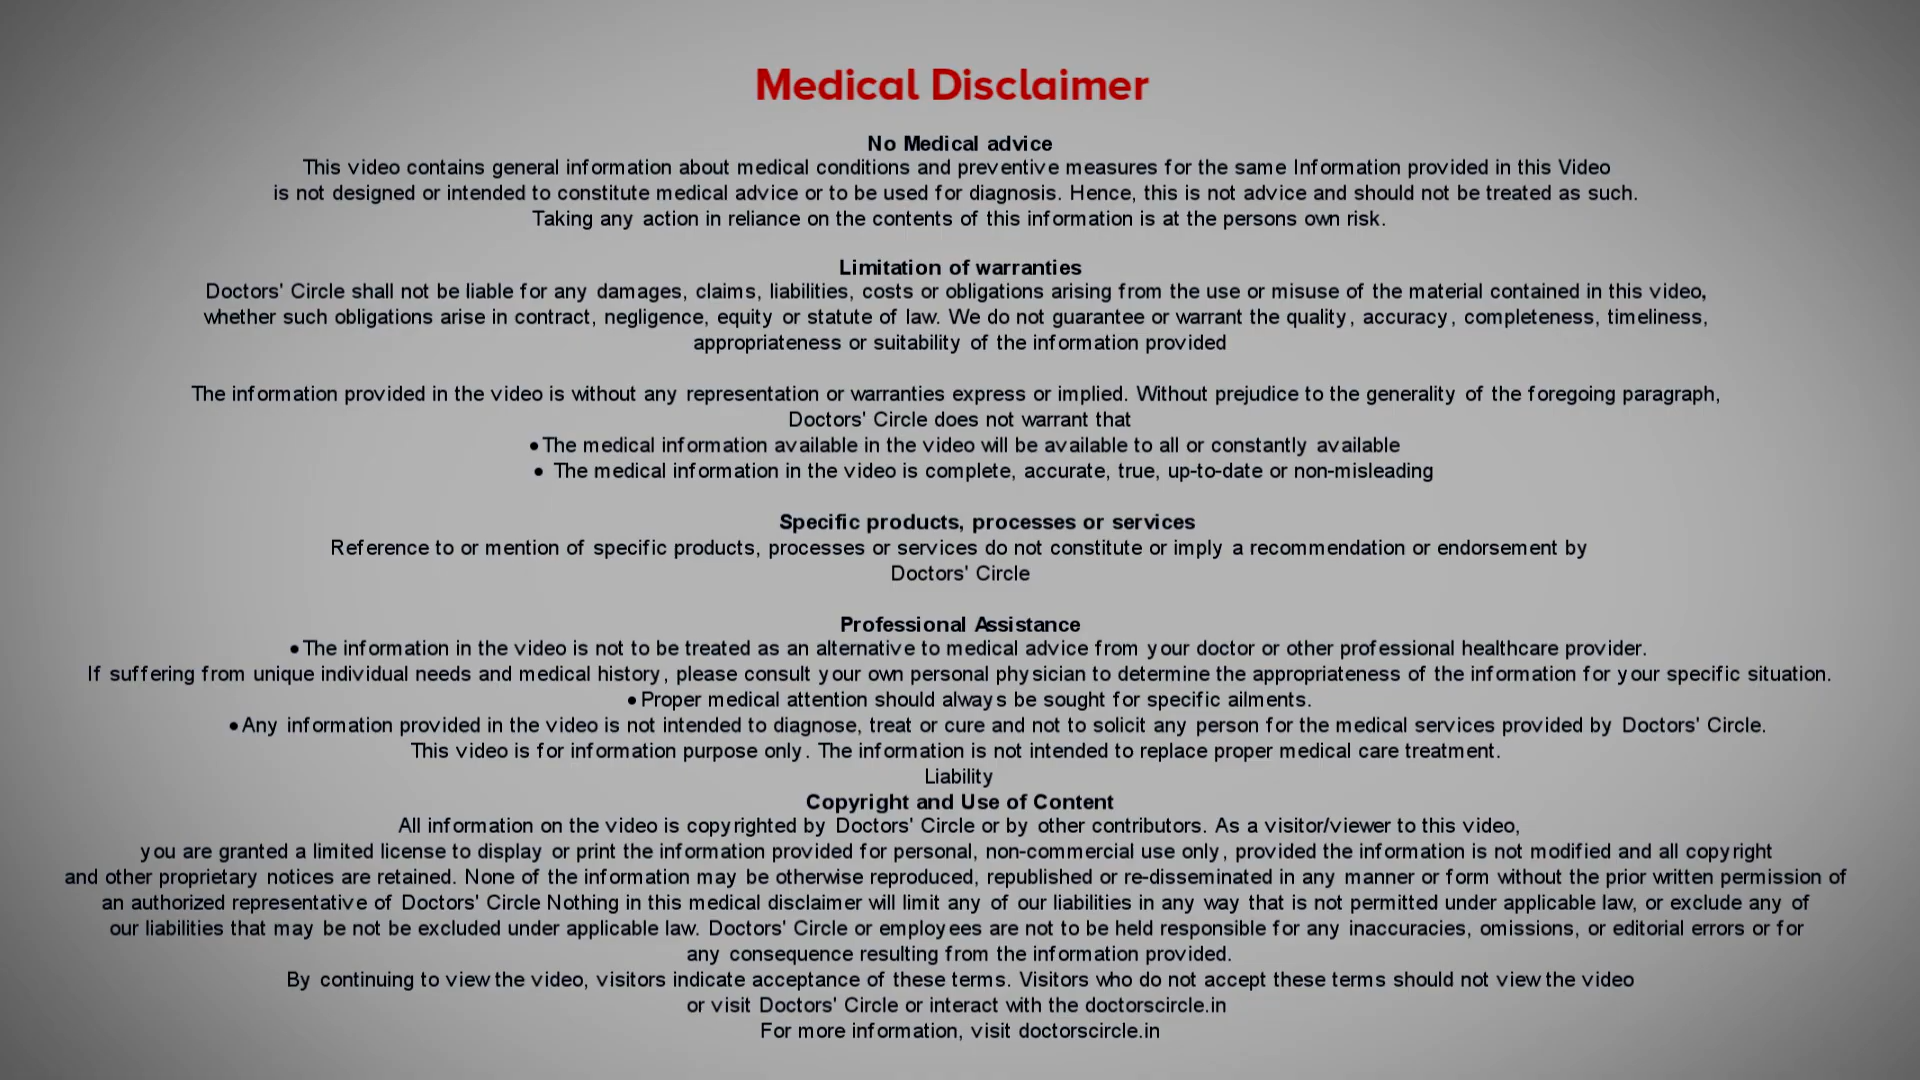 Medical Disclaimer
No Medical advice
This video contains general information about medical conditions and preventive measures for the same Information provided in this Video
is not designed or intended to constitute medical advice or to be used for diagnosis. Hence, this is not advice and should not be treated as such.
Taking any action in reliance on the contents of this information is at the persons own risk.
Limitation of warranties
Doctors' Circle shall not be liable for any damages, claims, liabilities, costs or obligations arising from the use or misuse of the material contained in this video,
whether such obligations arise in contract, negligence, equity or statute of law. We do not guarantee or warrant the quality, accuracy, completeness, timeliness,
appropriateness or suitability of the information provided
The information provided in the video is without any representation or warranties express or implied. Without prejudice to the generality of the foregoing paragraph,
Doctors' Circle does not warrant that
•The medical information available in the video will be available to all or constantly available
• The medical information in the video is complete, accurate, true, up-to-date or non-misleading
Specific products, processes or services
Reference to or mention of specific products, processes or services do not constitute or imply a recommendation or endorsement by
Doctors' Circle
Professional Assistance
•The information in the video is not to be treated as an alternative to medical advice from your doctor or other professional healthcare provider.
If suffering from unique individual needs and medical history, please consult your own personal physician to determine the appropriateness of the information for your specific situation.
•Proper medical attention should always be sought for specific ailments.
•Any information provided in the video is not intended to diagnose, treat or cure and not to solicit any person for the medical services provided by Doctors' Circle.
This video is for information purpose only. The information is not intended to replace proper medical care treatment.
Liability
Copyright and Use of Content
All information on the video is copyrighted by Doctors' Circle or by other contributors. As a visitor/viewer to this video,
you are granted a limited license to display or print the information provided for personal, non-commercial use only, provided the information is not modified and all copyright
and other proprietary notices are retained. None of the information may be otherwise reproduced, republished or re-disseminated in any manner or form without the prior written permission of
an authorized representative of Doctors' Circle Nothing in this medical disclaimer will limit any of our liabilities in any way that is not permitted under applicable law, or exclude any of
our liabilities that may be not be excluded under applicable law. Doctors' Circle or employees are not to be held responsible for any inaccuracies, omissions, or editorial errors or for
any consequence resulting from the information provided.
By continuing to view the video, visitors indicate acceptance of these terms. Visitors who do not accept these terms should not view the video
or visit Doctors' Circle or interact with the doctorscircle.in
For more information, visit doctorscircle.in